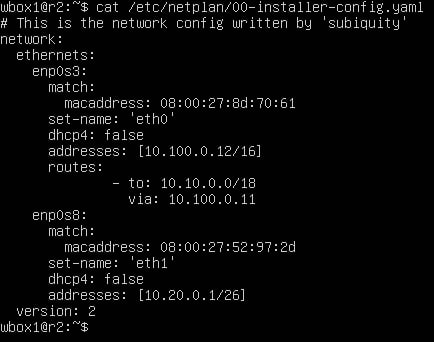 wbox1@r2:~$ cat /etc/netplan/00-installer-config.yaml
# This is the network config written by 'subiquity'
network:
  ethernets:
    enp0s3:
      match:
        macaddress: 08:00:27:8d:70:61
      set-name: 'eth0'
      dhcp4: false
      addresses: [10.100.0.12/16]
      routes:
              - to: 10.10.0.0/18
                via: 10.100.0.11
    enp0s8:
      match:
        macaddress: 08:00:27:52:97:2d
      set-name: 'eth1'
      dhcp4: false
      addresses: [10.20.0.1/26]
  version: 2
wbox1@r2:~$